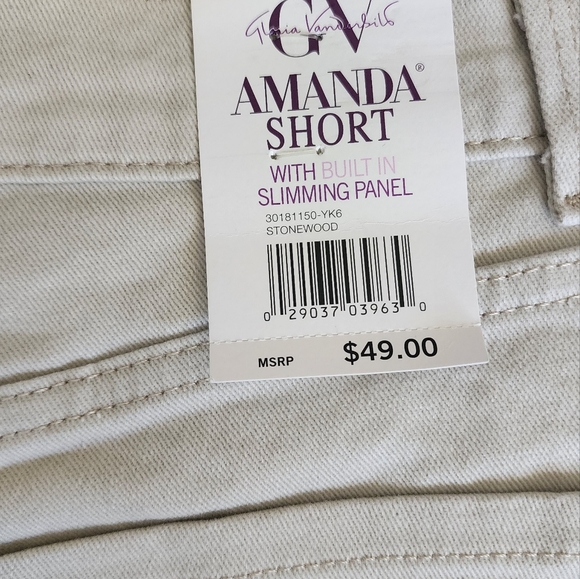 GV
Gloria Vanderbilt
AMANDA®
SHORT
WITH BUILT IN
SLIMMING PANEL
30181150-YK6
STONEWOOD
0 29037 03963 0
MSRP $49.00